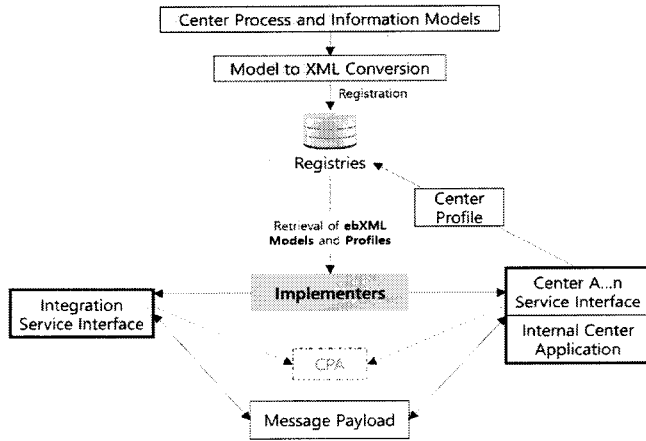 Center Process and Information Models
Model to XML Conversion
Registration
Registries
Center
Profile
Retrieval of ebXML
Models and Profiles
Implementers
Integration
Service Interface
Center A...n
Service Interface
Internal Center
Application
CPA
Message Payload